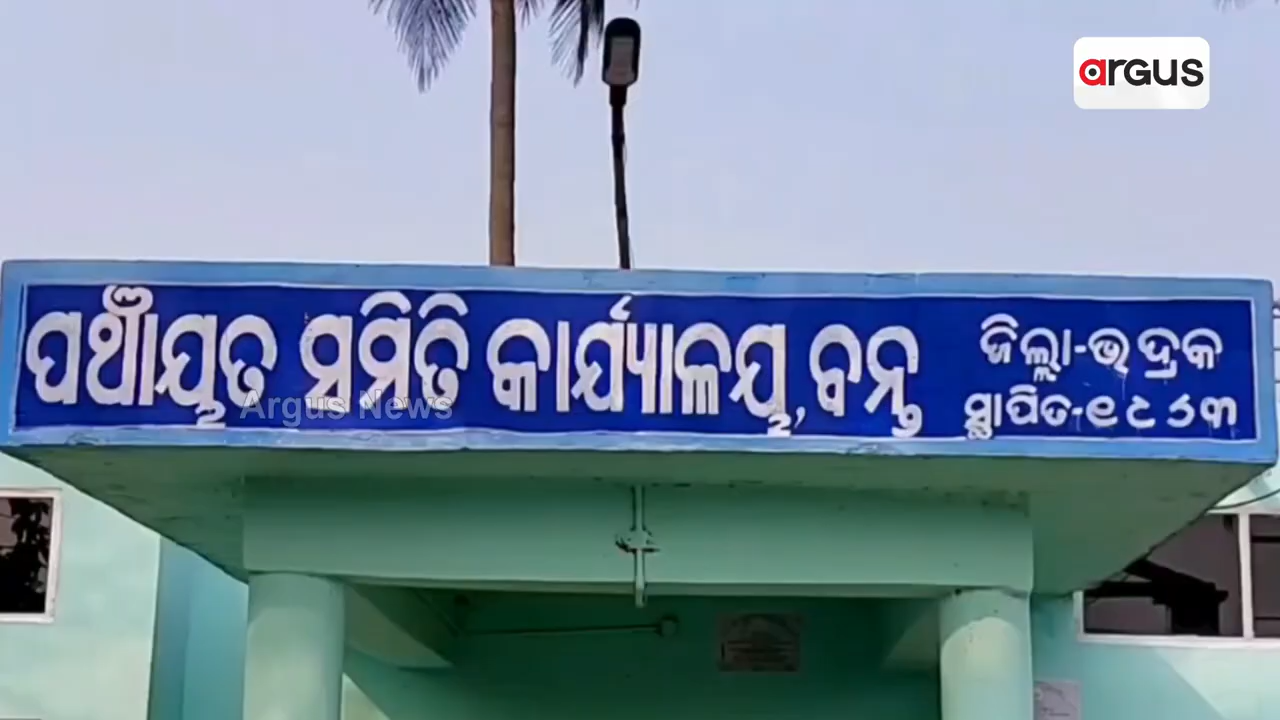 argus
ପଞ୍ଚାୟତ ସମିତି କାର୍ଯ୍ୟାଳୟ, ବନ୍ତ
ଜିଲ୍ଲା-ଭଦ୍ରକ
ସ୍ଥାପିତ-୧୯୬୩
Argus News